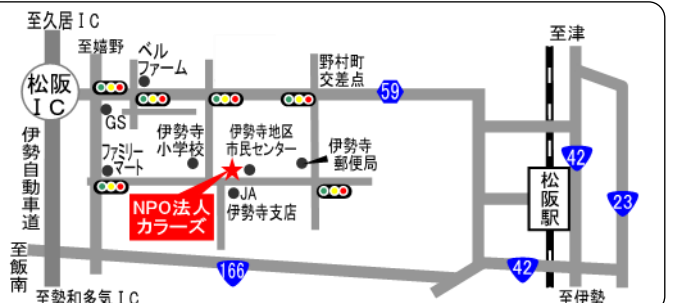 至久居IC
至嬉野
ベル
ファーム
野村町
交差点
至津
松阪
IC
59
GS
伊勢寺
小学校
伊勢寺地区
市民センター
伊勢寺
郵便局
ファミリー
マート
伊勢自動車道
42
松阪駅
23
NPO法人
カラーズ
JA
伊勢寺支店
至飯南
166
42
至勢和多気IC
至伊勢